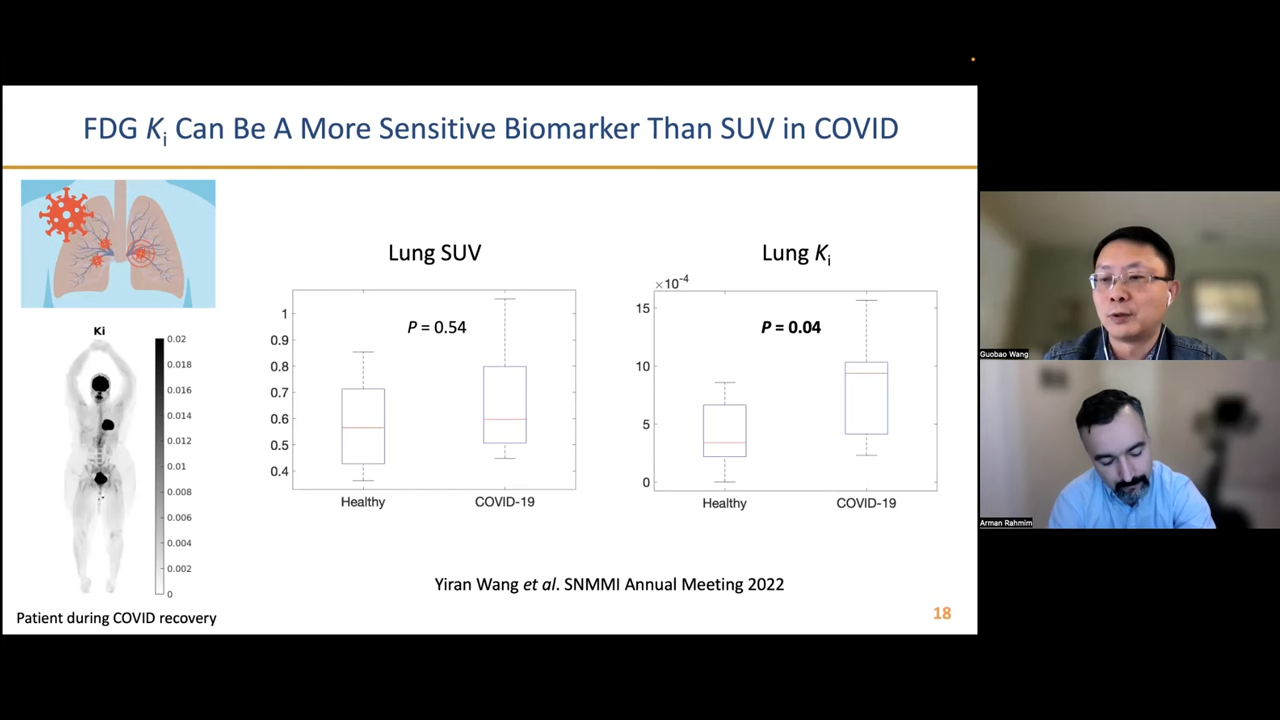 FDG Ki Can Be A More Sensitive Biomarker Than SUV in COVID
Ki
0.02
0.018
0.016
0.014
0.012
0.01
0.008
0.006
0.004
0.002
0
Patient during COVID recovery
Lung SUV
P = 0.54
1
0.9
0.8
0.7
0.6
0.5
0.4
Healthy
COVID-19
Lung Ki
×10-4
P = 0.04
15
10
5
0
Healthy
COVID-19
Yiran Wang et al. SNMMI Annual Meeting 2022
18
Guobao Wang
Arman Rahmim